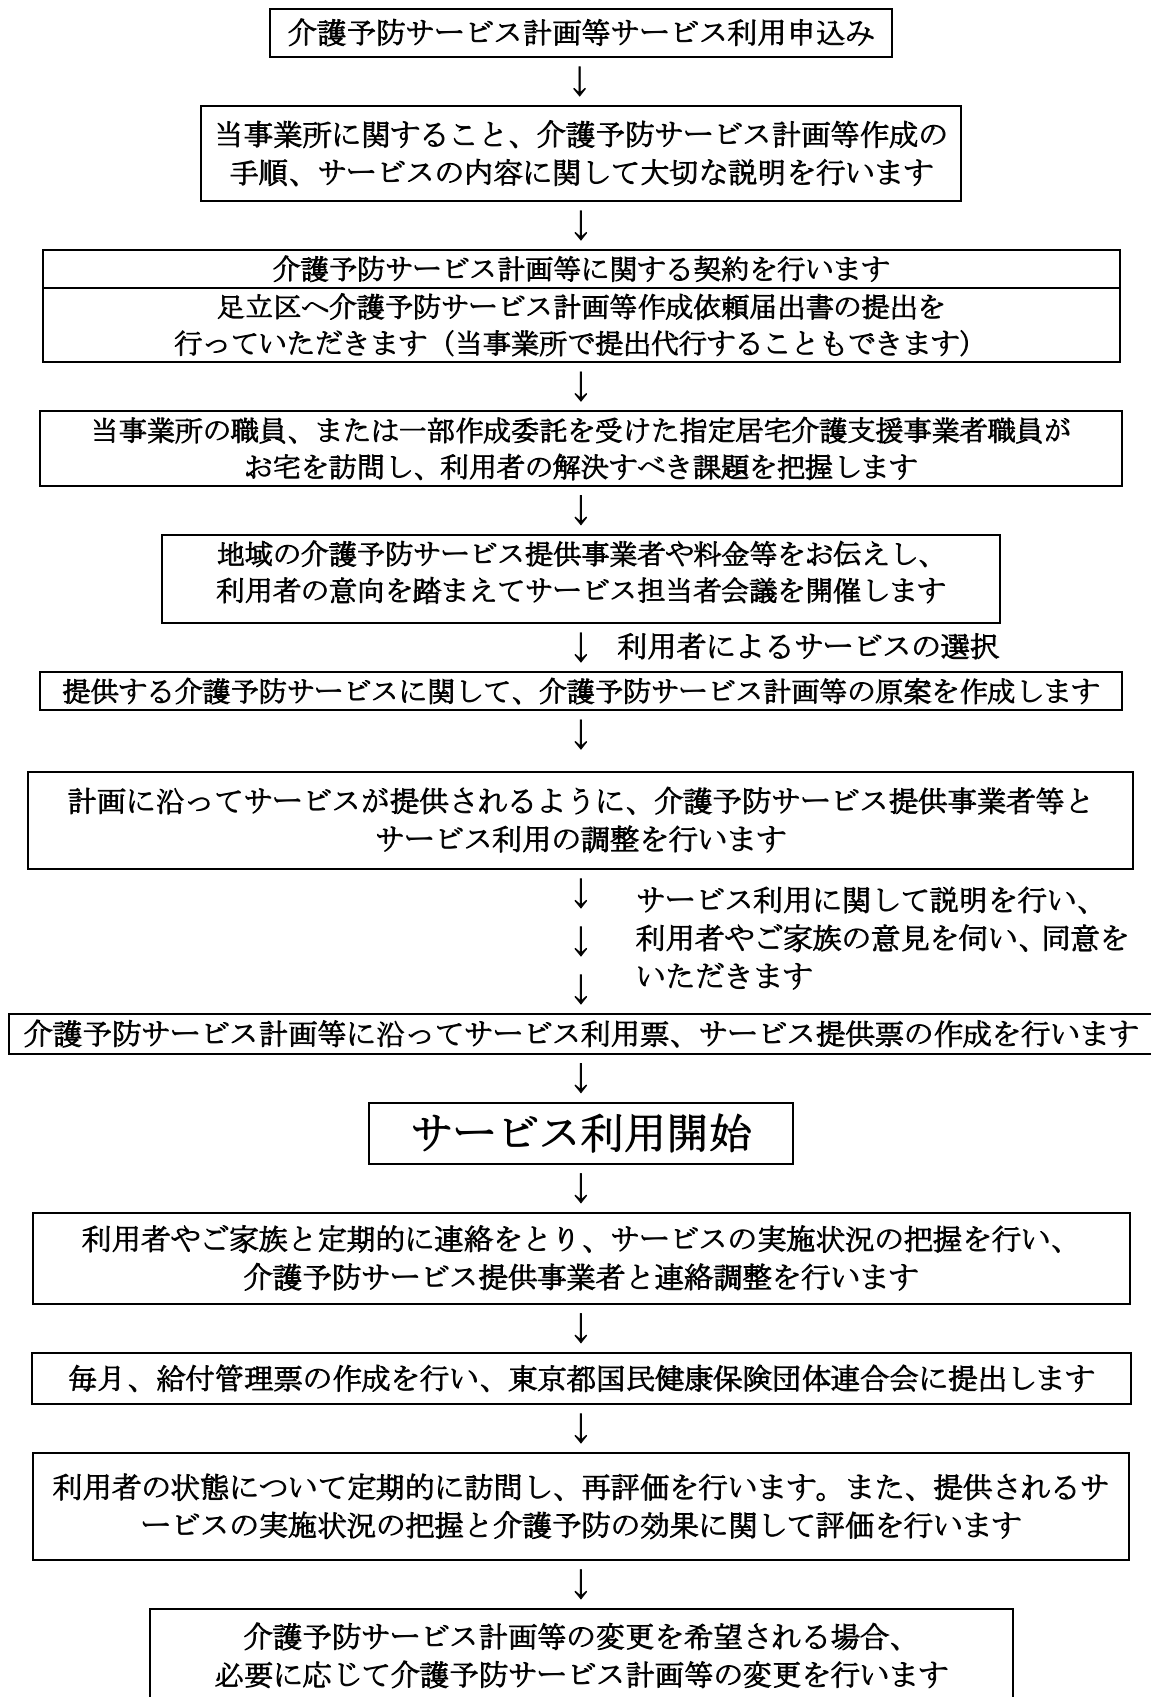 介護予防サービス計画等サービス利用申込み
↓
当事業所に関すること、介護予防サービス計画等作成の
手順、サービスの内容に関して大切な説明を行います
↓
介護予防サービス計画等に関する契約を行います
足立区へ介護予防サービス計画等作成依頼届出書の提出を
行っていただきます（当事業所で提出代行することもできます）
↓
当事業所の職員、または一部作成委託を受けた指定居宅介護支援事業者職員が
お宅を訪問し、利用者の解決すべき課題を把握します
↓
地域の介護予防サービス提供事業者や料金等をお伝えし、
利用者の意向を踏まえてサービス担当者会議を開催します
↓ 利用者によるサービスの選択
提供する介護予防サービスに関して、介護予防サービス計画等の原案を作成します
↓
計画に沿ってサービスが提供されるように、介護予防サービス提供事業者等と
サービス利用の調整を行います
↓ サービス利用に関して説明を行い、
↓ 利用者やご家族の意見を伺い、同意を
↓ いただきます
介護予防サービス計画等に沿ってサービス利用票、サービス提供票の作成を行います
↓
サービス利用開始
↓
利用者やご家族と定期的に連絡をとり、サービスの実施状況の把握を行い、
介護予防サービス提供事業者と連絡調整を行います
↓
毎月、給付管理票の作成を行い、東京都国民健康保険団体連合会に提出します
↓
利用者の状態について定期的に訪問し、再評価を行います。また、提供されるサ
ービスの実施状況の把握と介護予防の効果に関して評価を行います
↓
介護予防サービス計画等の変更を希望される場合、
必要に応じて介護予防サービス計画等の変更を行います